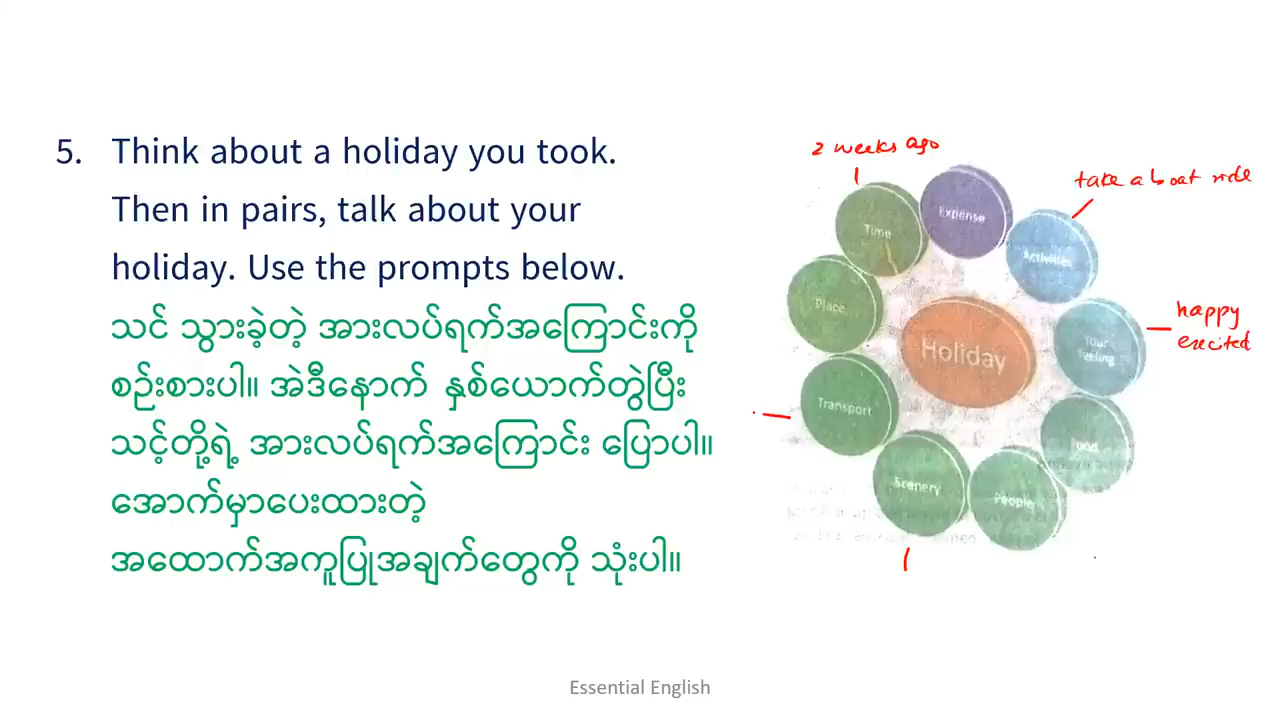 5. Think about a holiday you took.
Then in pairs, talk about your
holiday. Use the prompts below.
သင် သွားခဲ့တဲ့ အားလပ်ရက်အကြောင်းကို
စဉ်းစားပါ။ အဲဒီနောက် နှစ်ယောက်တွဲပြီး
သင့်တို့ရဲ့ အားလပ်ရက်အကြောင်း ပြောပါ။
အောက်မှာပေးထားတဲ့
အထောက်အကူပြုအချက်တွေကို သုံးပါ။
2 weeks ago
take a boat ride
Expense
Time
Activities
Place
happy
excited
Your
feeling
Holiday
Transport
Food
Scenery
People
Essential English